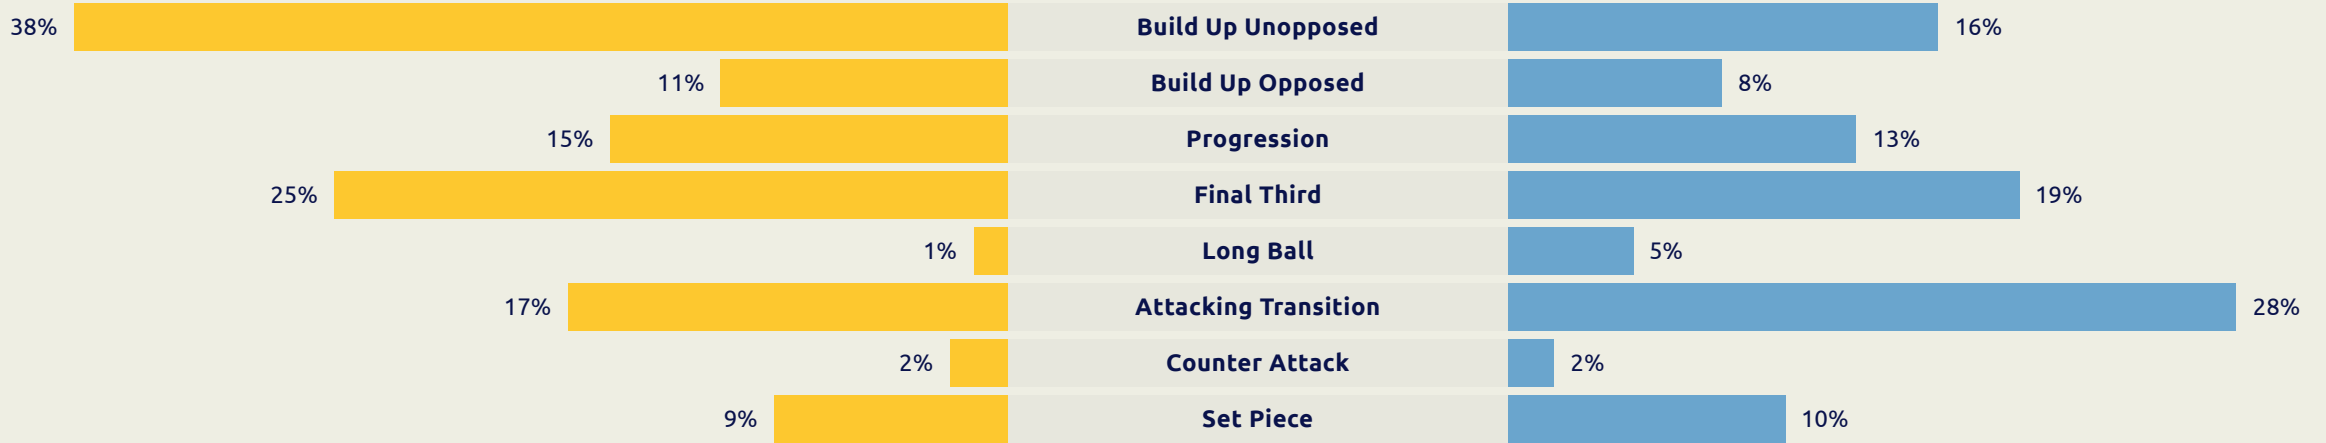 38% Build Up Unopposed 16%
11% Build Up Opposed 8%
15% Progression 13%
25% Final Third 19%
1% Long Ball 5%
17% Attacking Transition 28%
2% Counter Attack 2%
9% Set Piece 10%